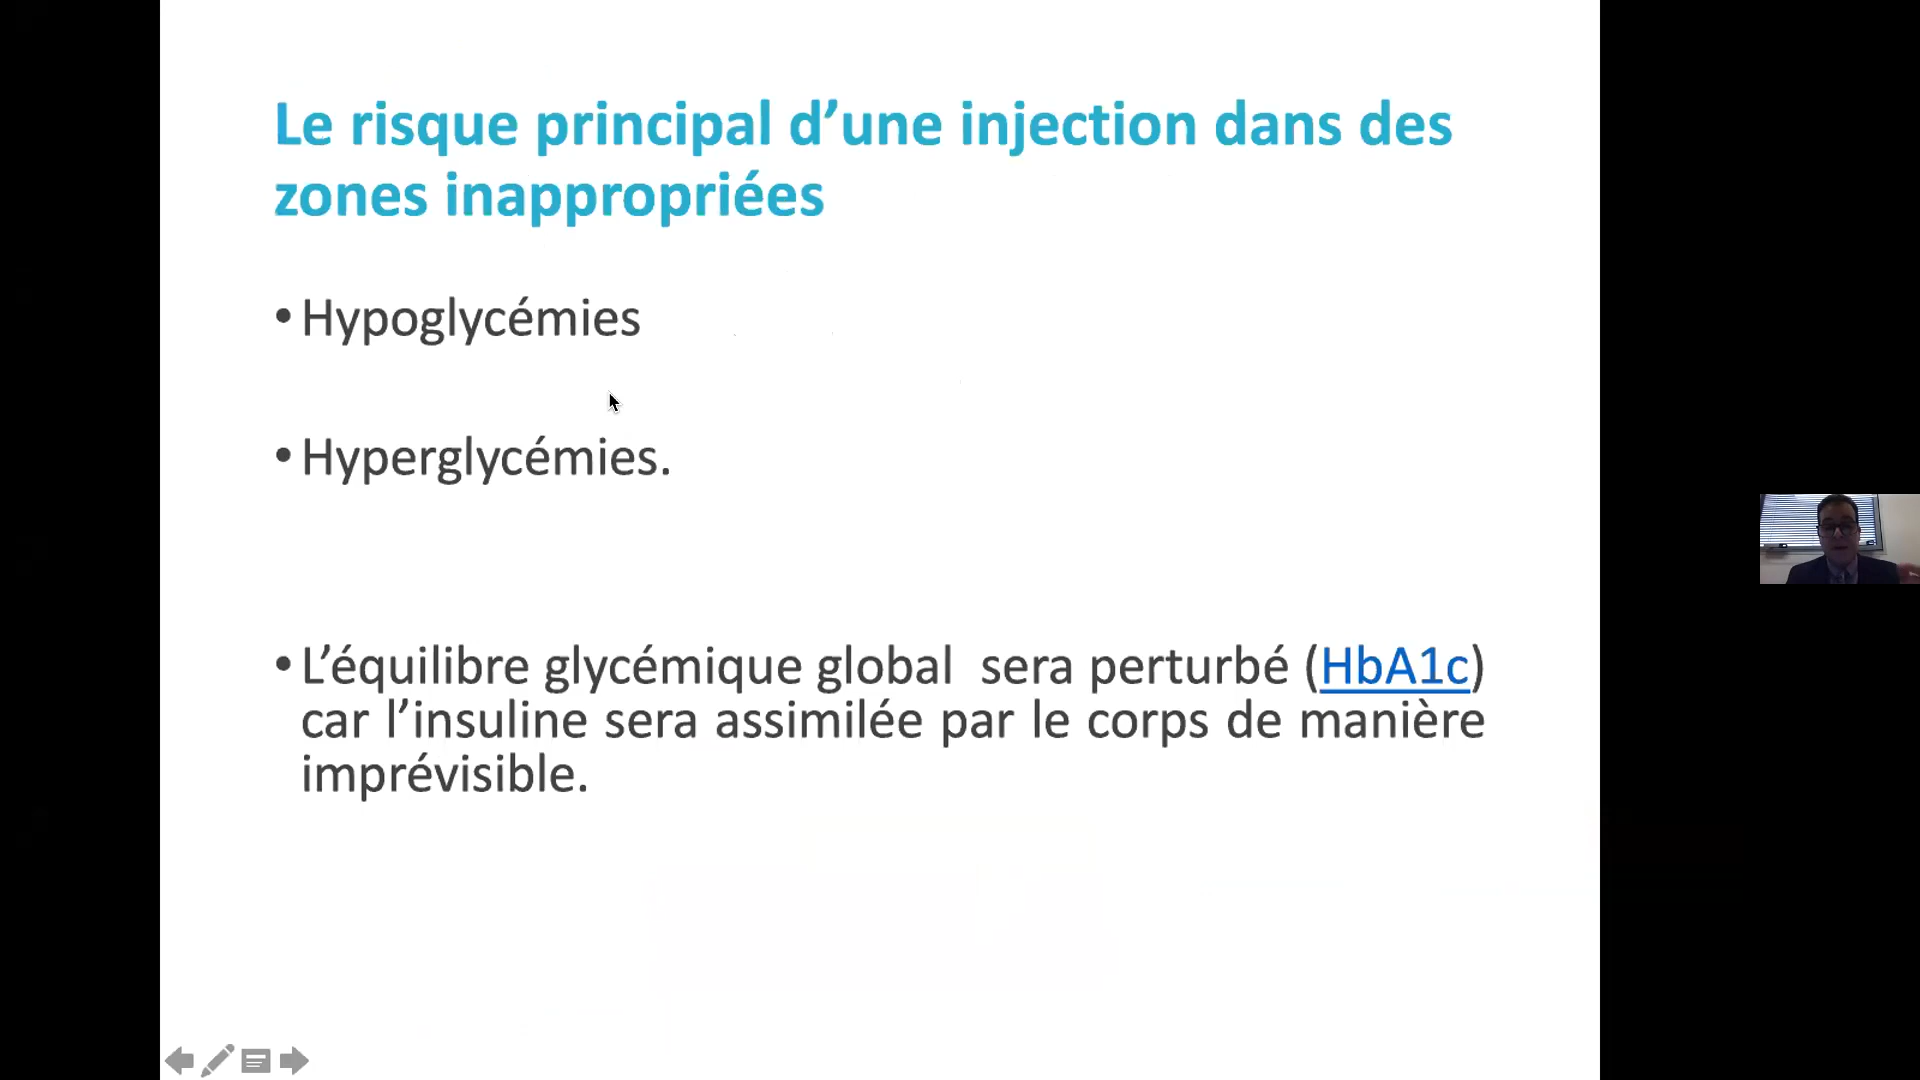 Le risque principal d’une injection dans des
zones inappropriées
• Hypoglycémies
• Hyperglycémies.
• L’équilibre glycémique global  sera perturbé (HbA1c)
car l’insuline sera assimilée par le corps de manière
imprévisible.